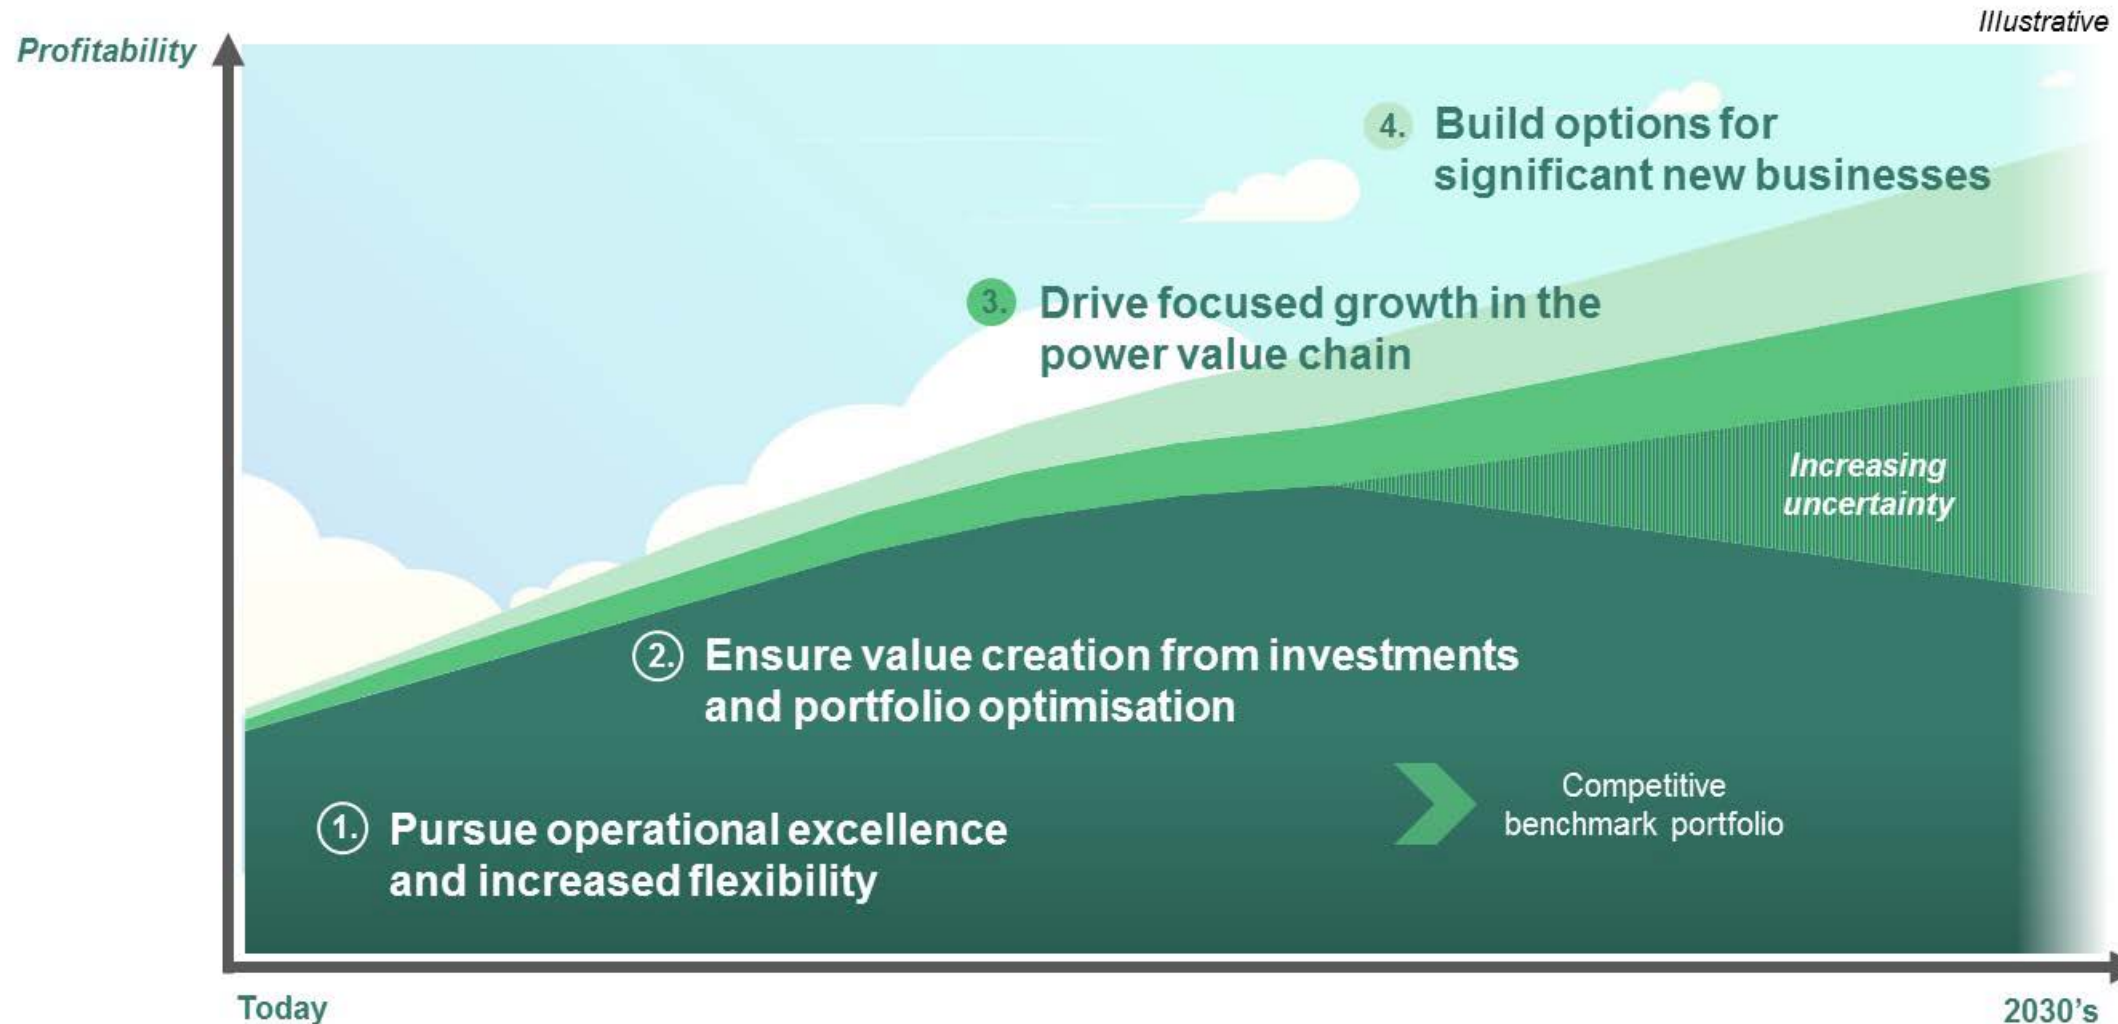 Illustrative
Profitability
4. Build options for
significant new businesses
3. Drive focused growth in the
power value chain
Increasing
uncertainty
2. Ensure value creation from investments
and portfolio optimisation
Competitive
benchmark portfolio
1. Pursue operational excellence
and increased flexibility
Today
2030's